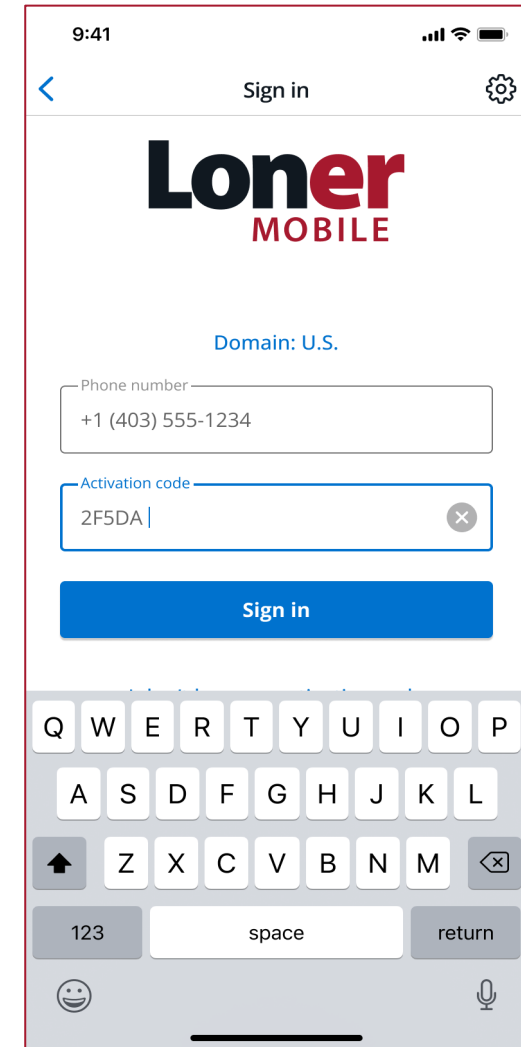 9:41
Sign in
Loner
MOBILE
Domain: U.S.
Phone number
+1 (403) 555-1234
Activation code
2F5DA
Sign in
Q W E R T Y U I O P
A S D F G H J K L
Z X C V B N M
123 space return